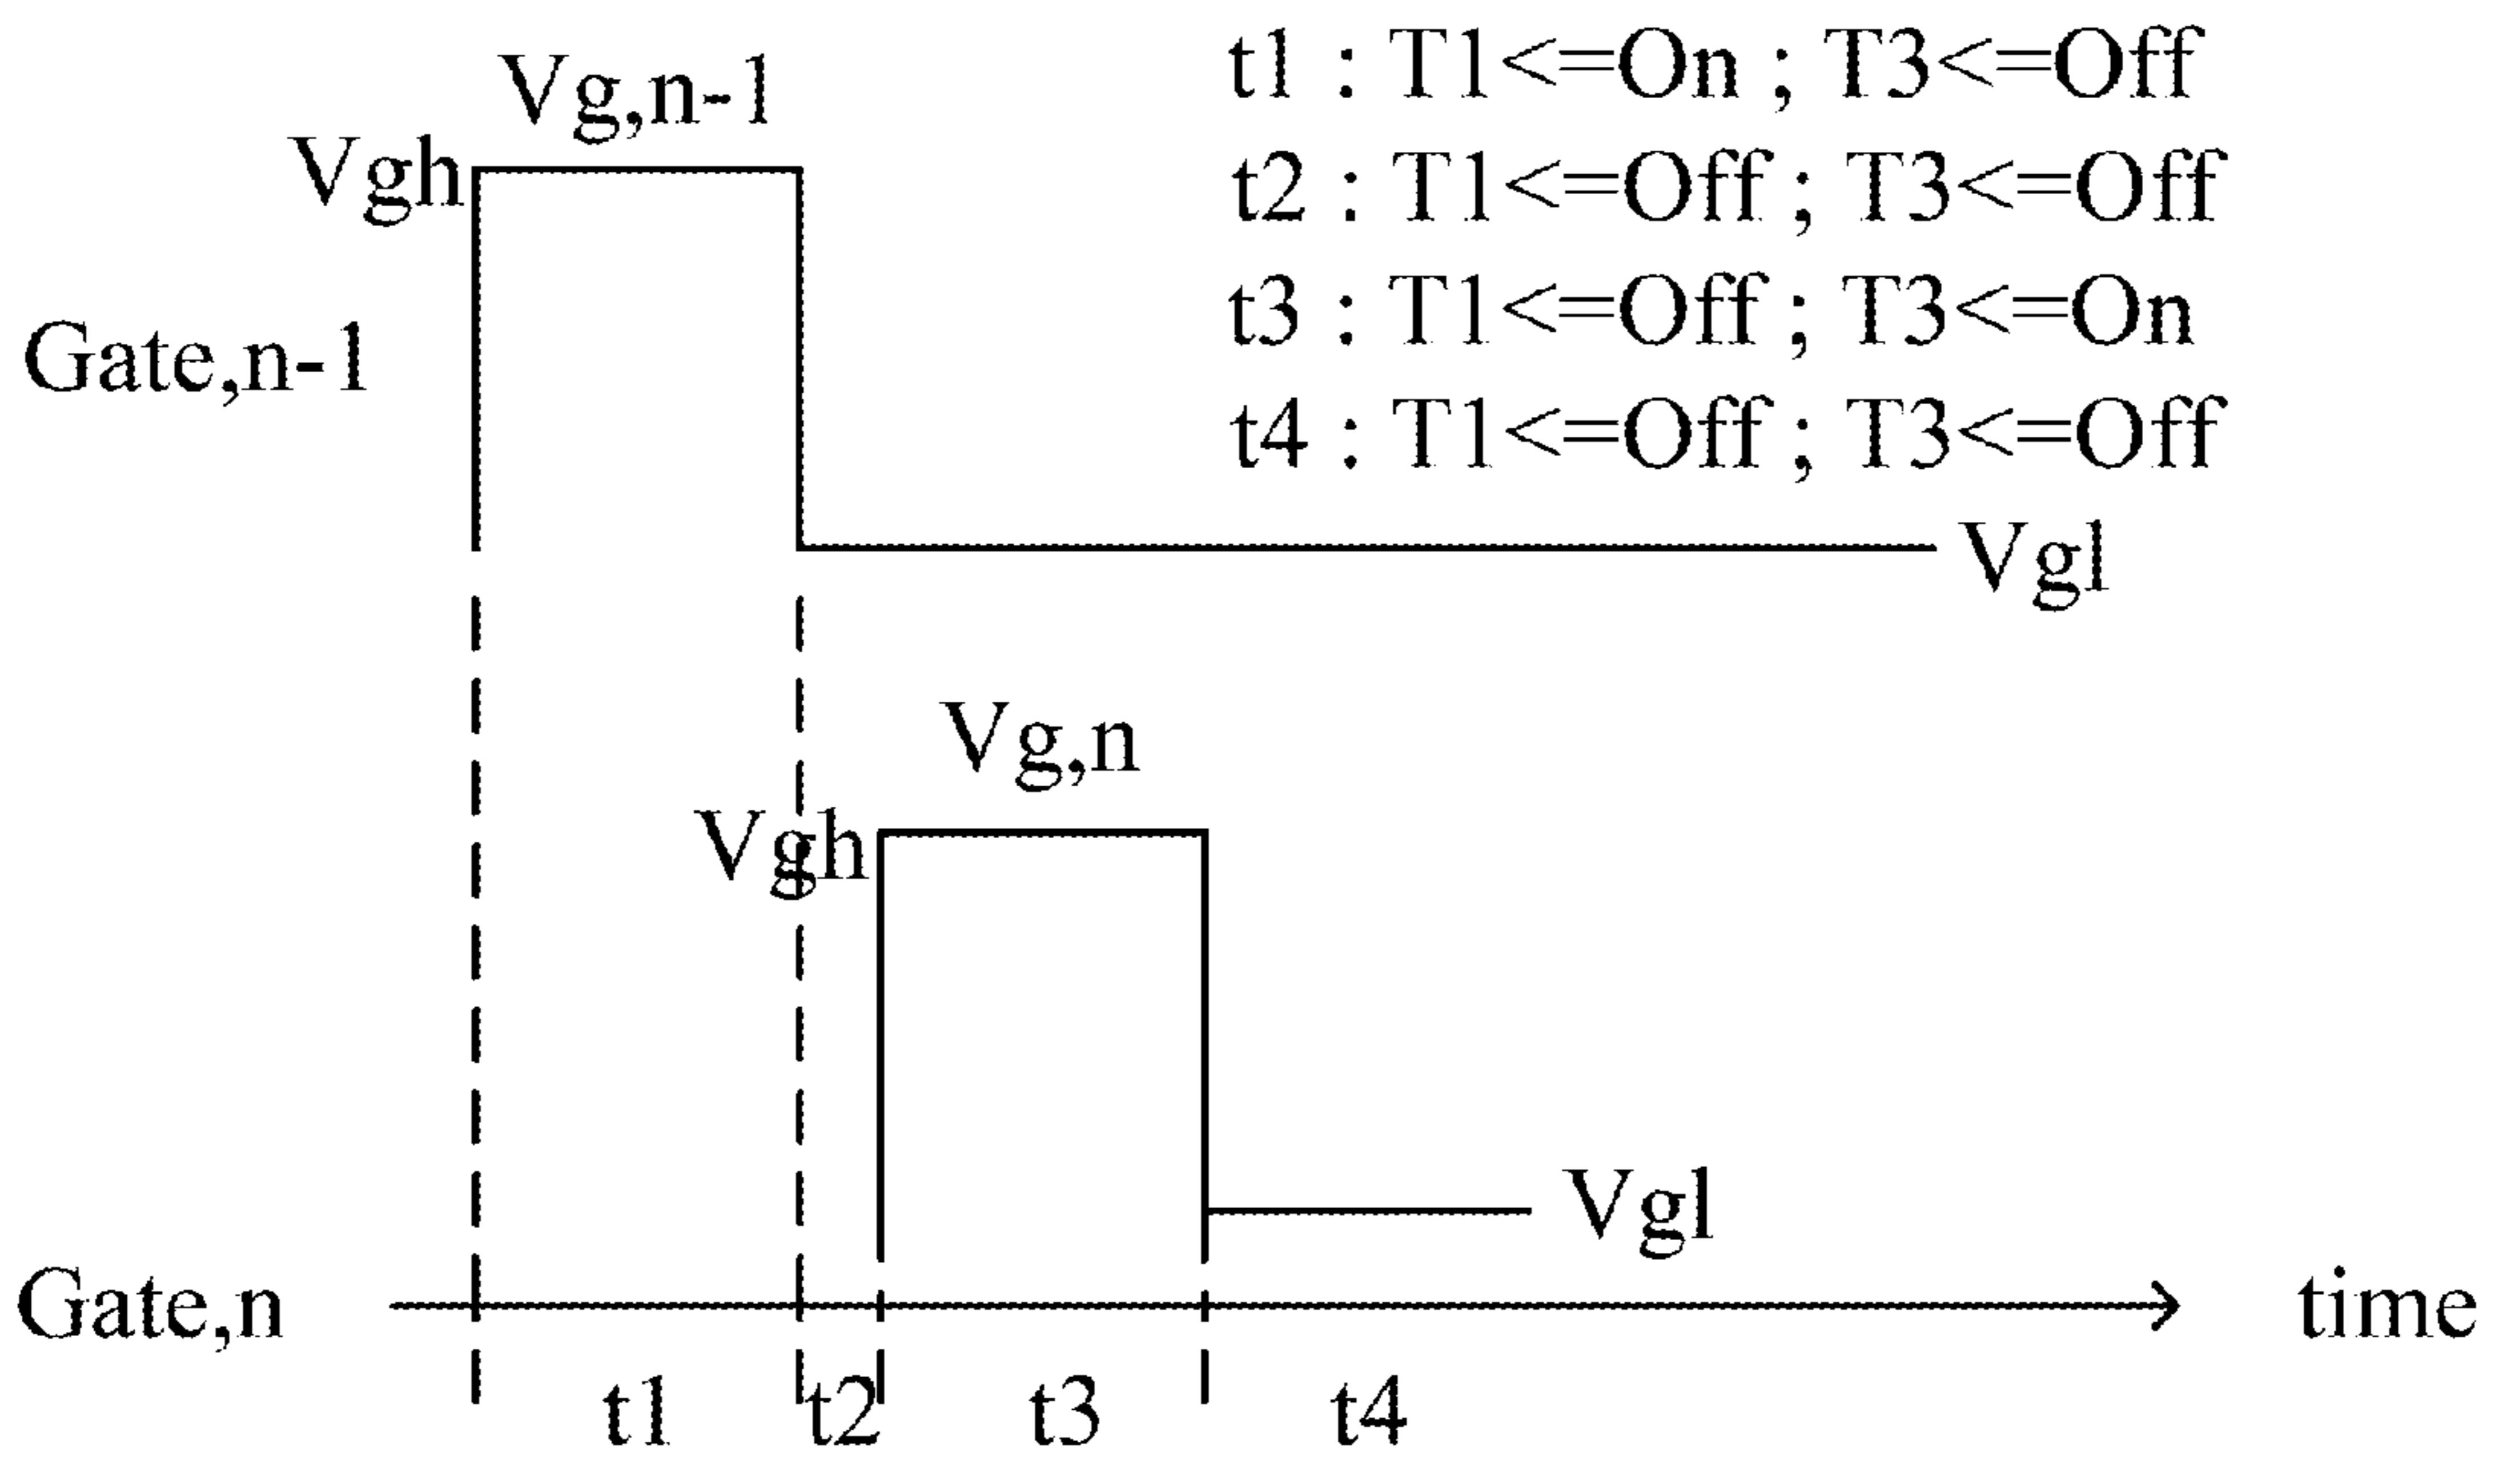 t1 : T1<=On ; T3<=Off
Vg,n-1
t2 : T1<=Off ; T3<=Off
Vgh
t3 : T1<=Off ; T3<=On
Gate,n-1
t4 : T1<=Off ; T3<=Off
Vgl
Vg,n
Vgh
Vgl
Gate,n
time
t1 t2 t3 t4